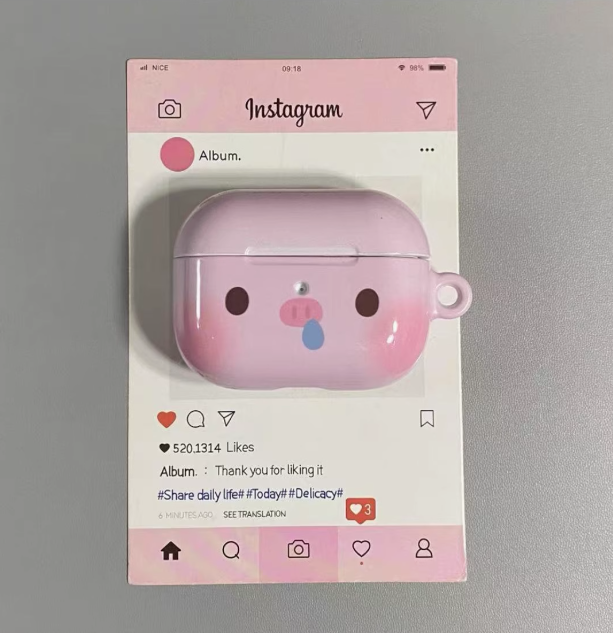 NICE 09:18 98%
Instagram
Album.
520.1314 Likes
Album. : Thank you for liking it
#Share daily life# #Today# #Delicacy#
3
6 MINUTES AGO SEE TRANSLATION